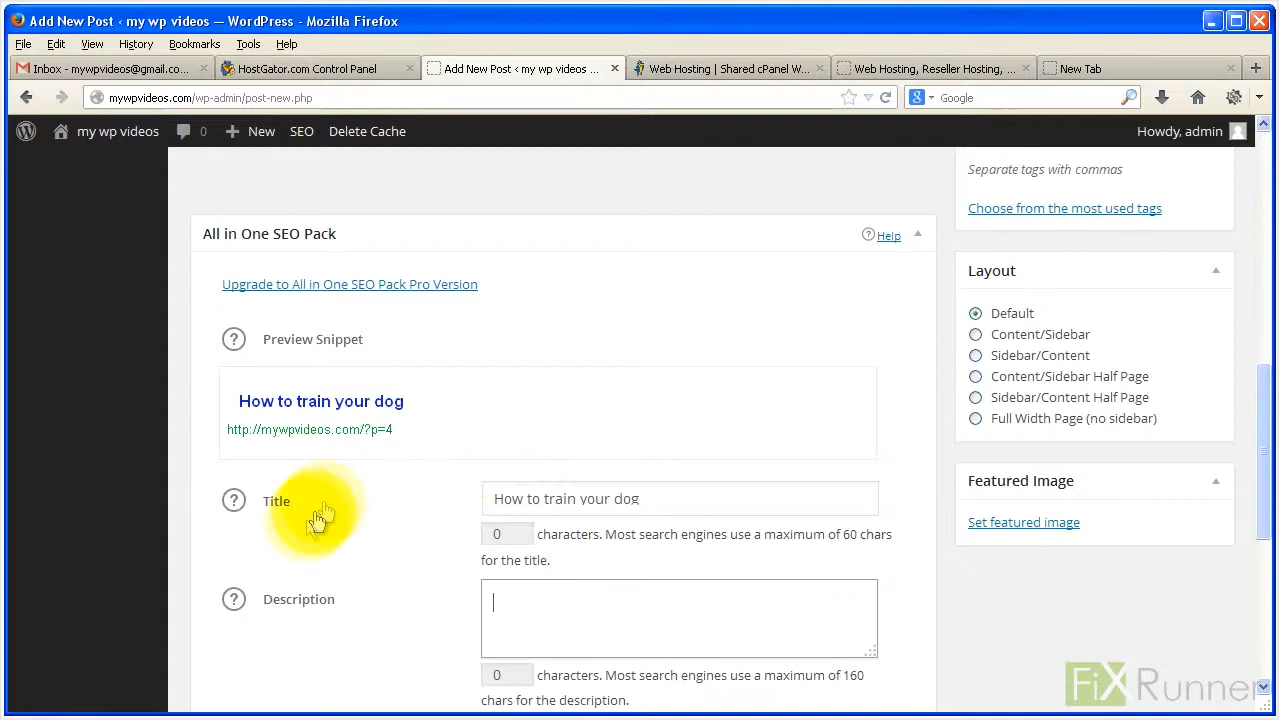 Add New Post ‹ my wp videos — WordPress - Mozilla Firefox
File Edit View History Bookmarks Tools Help
Inbox - mywpvideos@gmail.co... HostGator.com Control Panel Add New Post ‹ my wp videos ... Web Hosting | Shared cPanel W... Web Hosting, Reseller Hosting, ... New Tab
mywpvideos.com/wp-admin/post-new.php Google
my wp videos 0 + New SEO Delete Cache Howdy, admin
Separate tags with commas
Choose from the most used tags
All in One SEO Pack Help
Upgrade to All in One SEO Pack Pro Version
Preview Snippet
How to train your dog
http://mywpvideos.com/?p=4
Title How to train your dog
0 characters. Most search engines use a maximum of 60 chars
for the title.
Description
0 characters. Most search engines use a maximum of 160
chars for the description.
Layout
Default
Content/Sidebar
Sidebar/Content
Content/Sidebar Half Page
Sidebar/Content Half Page
Full Width Page (no sidebar)
Featured Image
Set featured image
FiXRunner